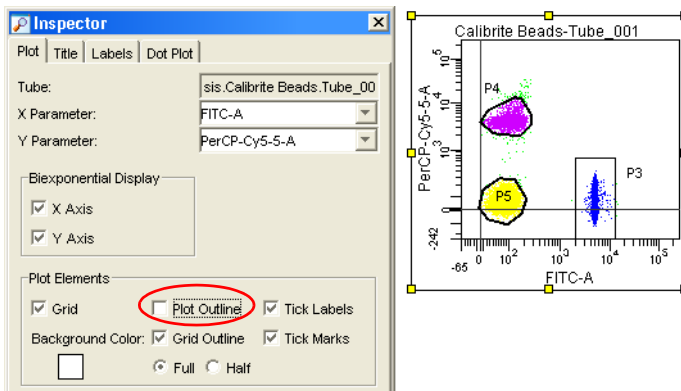 Inspector
Plot Title Labels Dot Plot
Tube: sis.Calibrite Beads.Tube_00
X Parameter: FITC-A
Y Parameter: PerCP-Cy5-5-A
Biexponential Display
X Axis
Y Axis
Plot Elements
Grid Plot Outline Tick Labels
Background Color: Grid Outline Tick Marks
Full Half
Calibrite Beads-Tube_001
PerCP-Cy5-5-A
10^5
10^4
10^3
0
-242
P4
P3
P5
-65 0 10^2 10^3 10^4 10^5
FITC-A